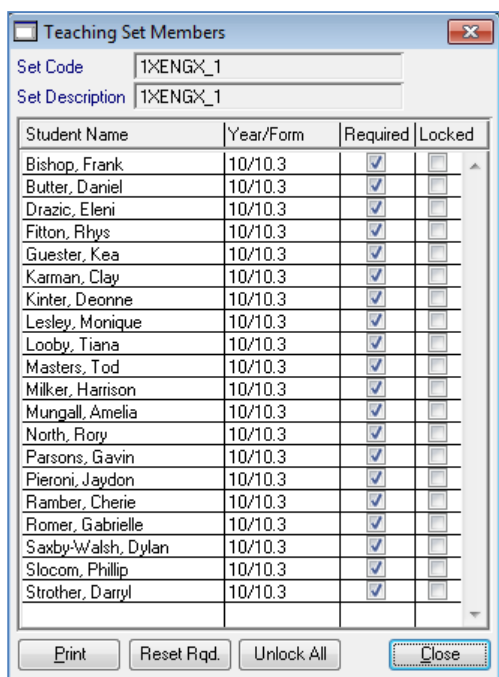 Teaching Set Members
Set Code 1XENGX_1
Set Description 1XENGX_1
Student Name Year/Form Required Locked
Bishop, Frank 10/10.3
Butter, Daniel 10/10.3
Drazic, Eleni 10/10.3
Fitton, Rhys 10/10.3
Guester, Kea 10/10.3
Karman, Clay 10/10.3
Kinter, Deonne 10/10.3
Lesley, Monique 10/10.3
Looby, Tiana 10/10.3
Masters, Tod 10/10.3
Milker, Harrison 10/10.3
Mungall, Amelia 10/10.3
North, Rory 10/10.3
Parsons, Gavin 10/10.3
Pieroni, Jaydon 10/10.3
Ramber, Cherie 10/10.3
Romer, Gabrielle 10/10.3
Saxby-Walsh, Dylan 10/10.3
Slocom, Phillip 10/10.3
Strother, Darryl 10/10.3
Print Reset Rqd. Unlock All Close